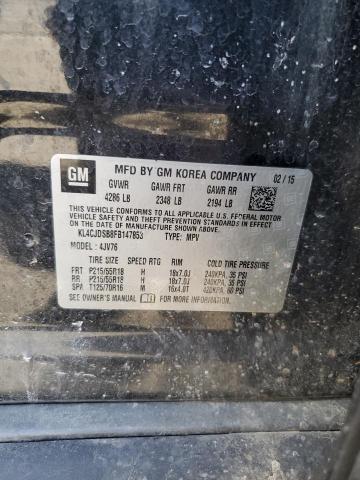 GM MFD BY GM KOREA COMPANY 02 / 15
GVWR GAWR FRT GAWR RR
4286 LB 2348 LB 2194 LB
THIS VEHICLE CONFORMS TO ALL APPLICABLE U.S. FEDERAL MOTOR
VEHICLE SAFETY AND THEFT PREVENTION STANDARDS IN EFFECT ON
THE DATE OF MANUFACTURE SHOWN ABOVE.
KL4CJDSB8FB147853 TYPE: MPV
MODEL: 4JV76
TIRE SIZE SPEED RTG RIM COLD TIRE PRESSURE
FRT P215/55R18 H 18x7.0J 240KPA, 35 PSI
RR P215/55R18 H 18x7.0J 240KPA, 35 PSI
SPA T125/70R16 M 16x4.0T 420KPA, 60 PSI
SEE OWNER'S MANUAL FOR MORE INFORMATION.